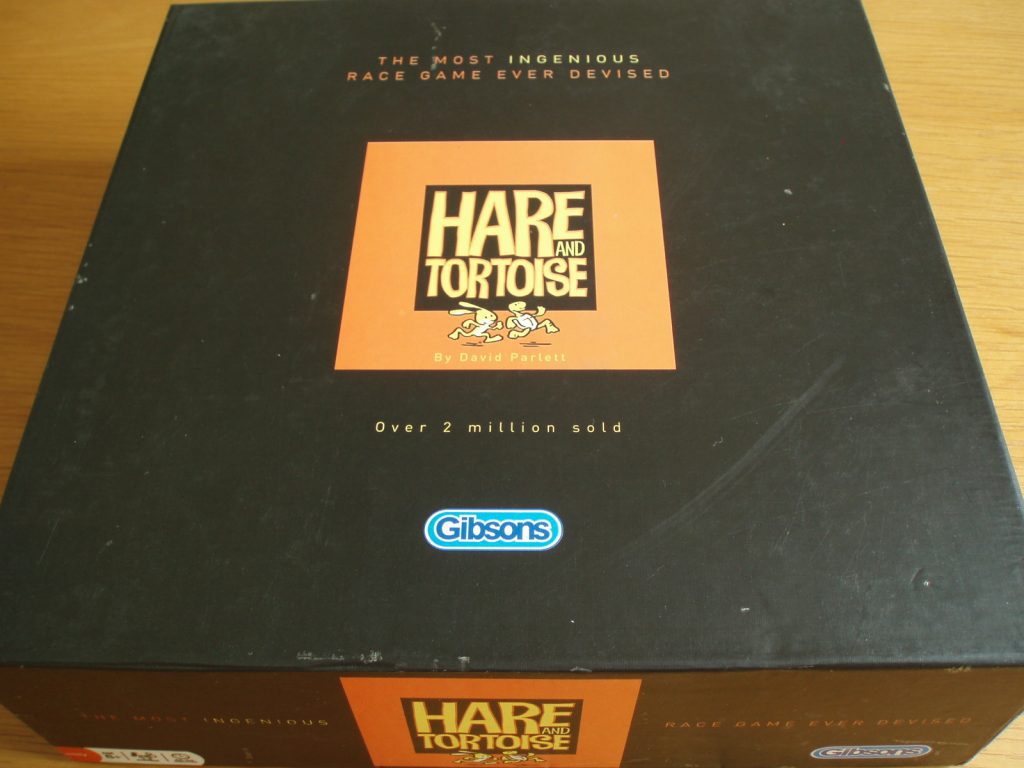 THE MOST INGENIOUS
RACE GAME EVER DEVISED
HARE
AND
TORTOISE
By David Parlett
Over 2 million sold
Gibsons
THE MOST INGENIOUS
HARE
AND
TORTOISE
RACE GAME EVER DEVISED
Gibsons